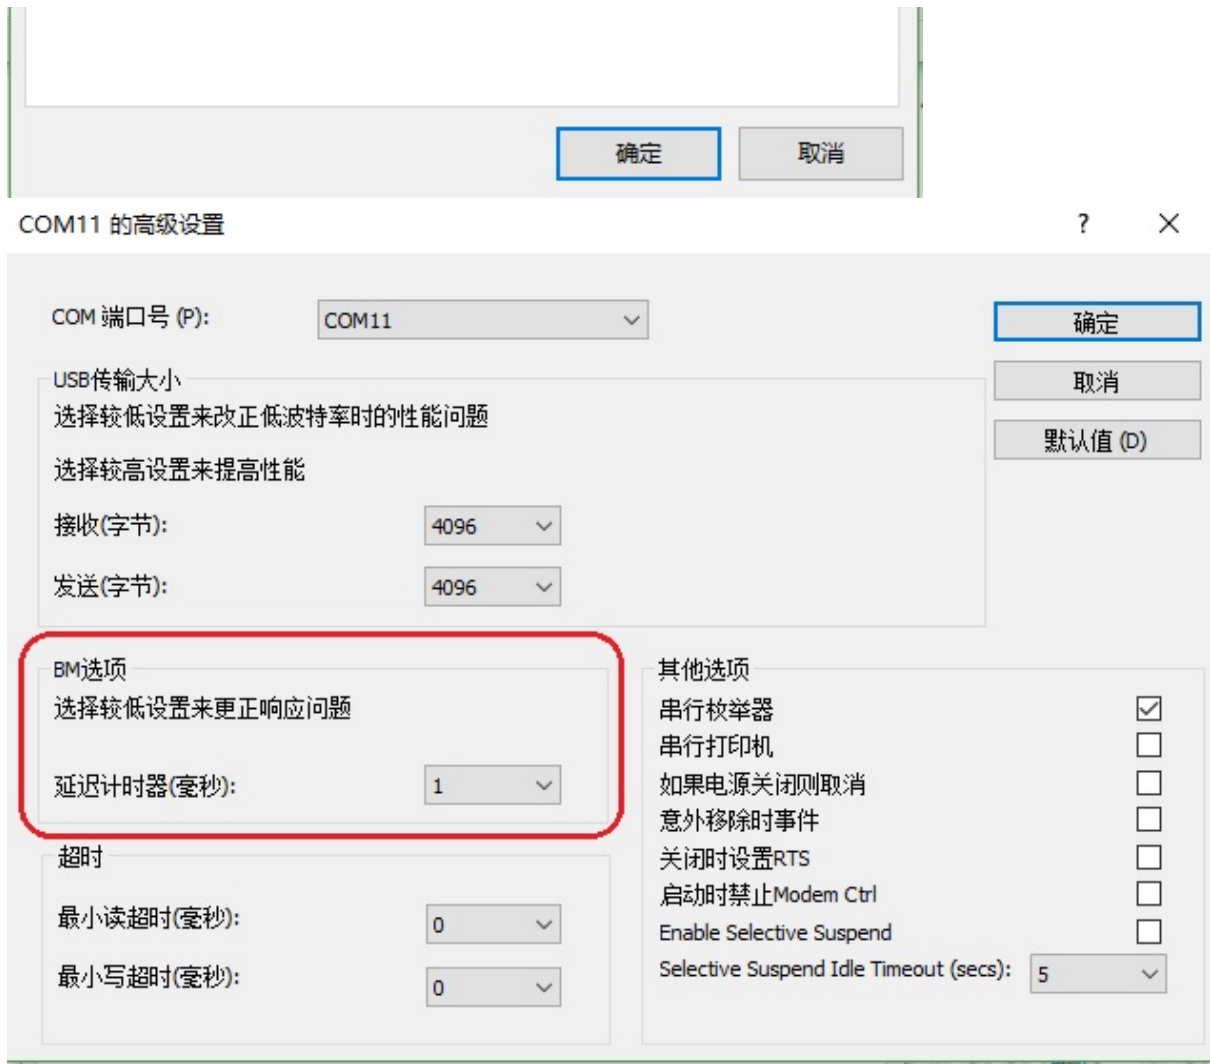 确定 取消
COM11 的高级设置 ? ×
COM 端口号 (P): COM11
确定
取消
默认值 (D)
USB传输大小
选择较低设置来改正低波特率时的性能问题
选择较高设置来提高性能
接收(字节): 4096
发送(字节): 4096
BM选项
选择较低设置来更正响应问题
延迟计时器(毫秒): 1
超时
最小读超时(毫秒): 0
最小写超时(毫秒): 0
其他选项
串行枚举器
串行打印机
如果电源关闭则取消
意外移除时事件
关闭时设置RTS
启动时禁止Modem Ctrl
Enable Selective Suspend
Selective Suspend Idle Timeout (secs): 5